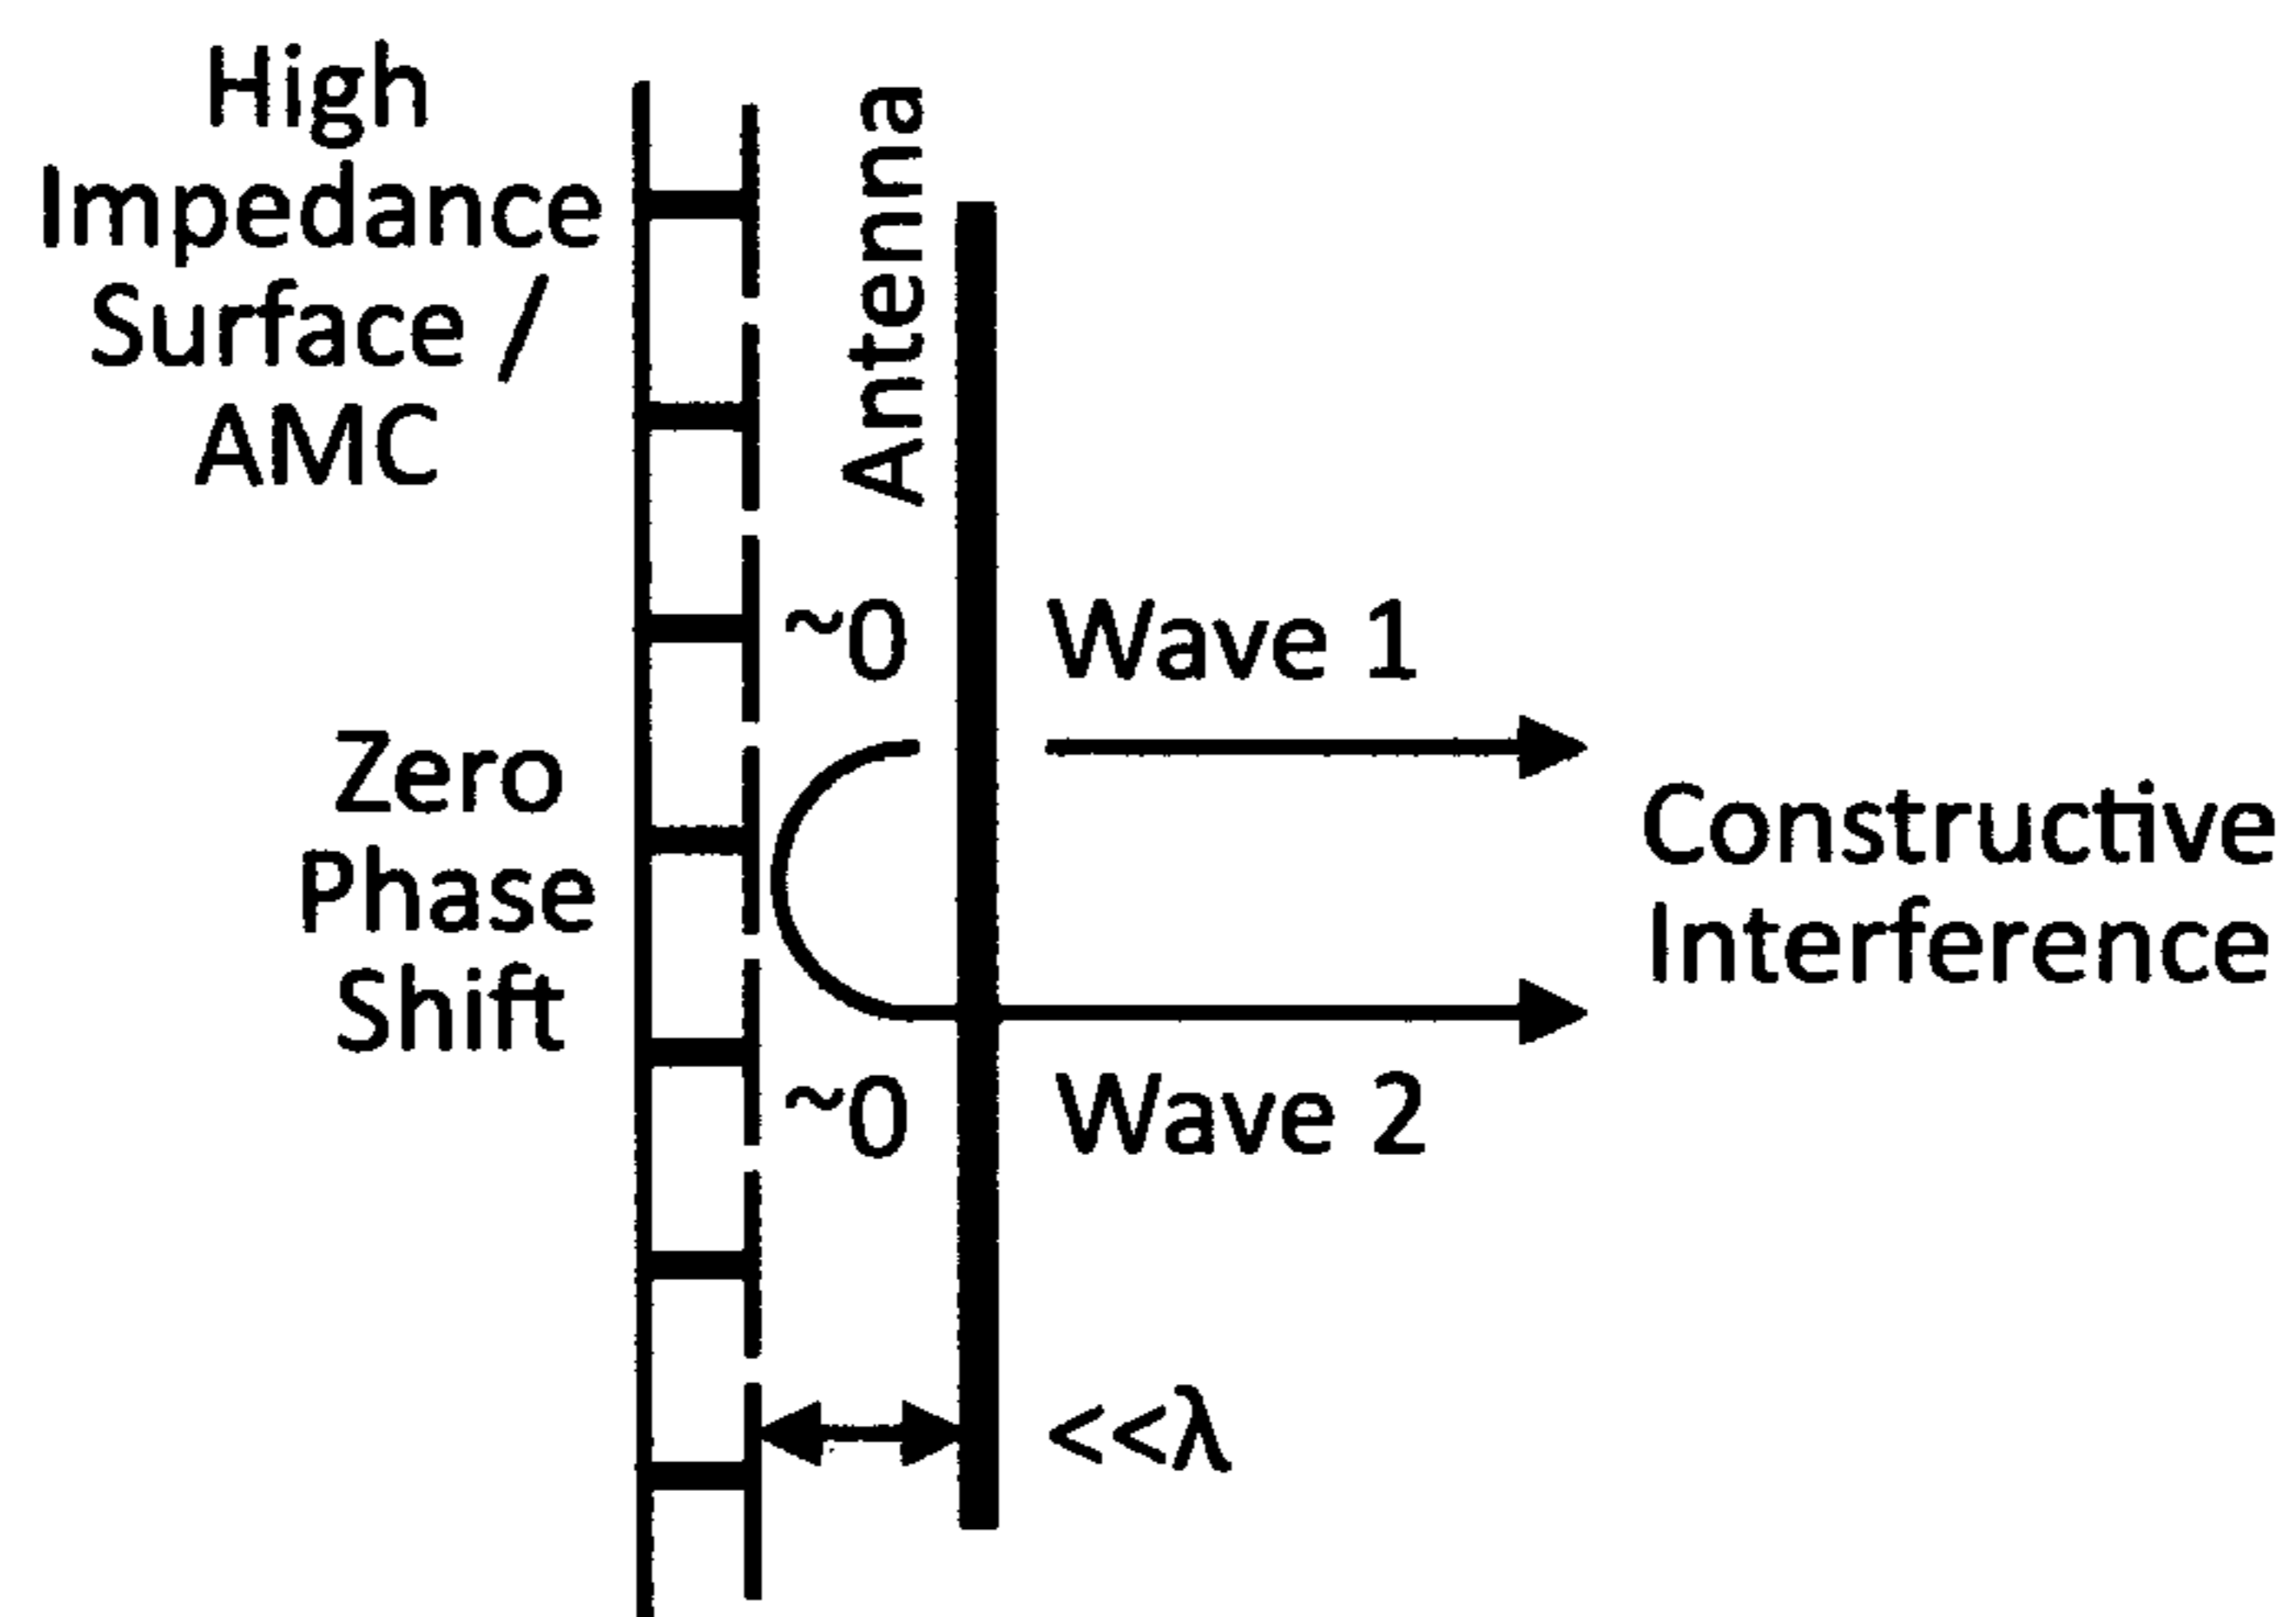 High
Impedance
Surface /
AMC
Antenna
~0
Wave 1
Zero
Phase
Shift
Constructive
Interference
~0
Wave 2
<<λ